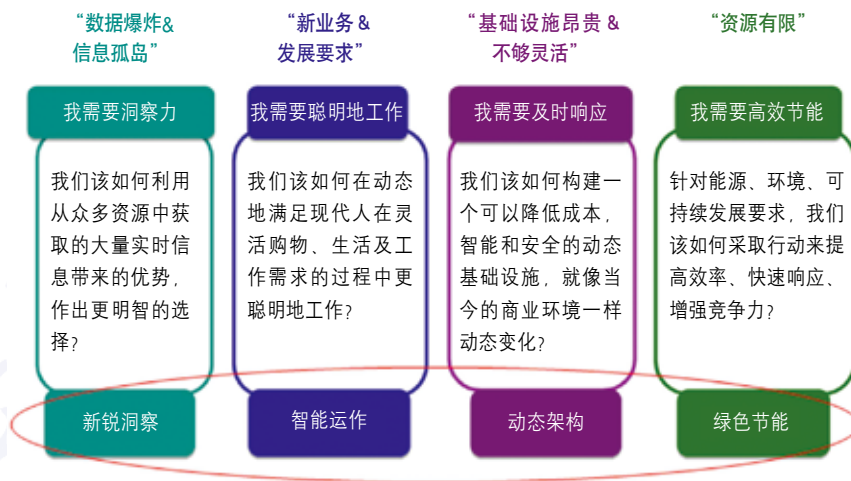 “数据爆炸&
信息孤岛”
我需要洞察力
我们该如何利用
从众多资源中获
取的大量实时信
息带来的优势，
作出更明智的选
择?
新锐洞察
“新业务 &
发展要求”
我需要聪明地工作
我们该如何在动态
地满足现代人在灵
活购物、生活及工
作需求的过程中更
聪明地工作?
智能运作
“基础设施昂贵 &
不够灵活”
我需要及时响应
我们该如何构建一
个可以降低成本，
智能和安全的动态
基础设施，就像当
今的商业环境一样
动态变化?
动态架构
“资源有限”
我需要高效节能
针对能源、环境、可
持续发展要求，我们
该如何采取行动来提
高效率、快速响应、
增强竞争力?
绿色节能